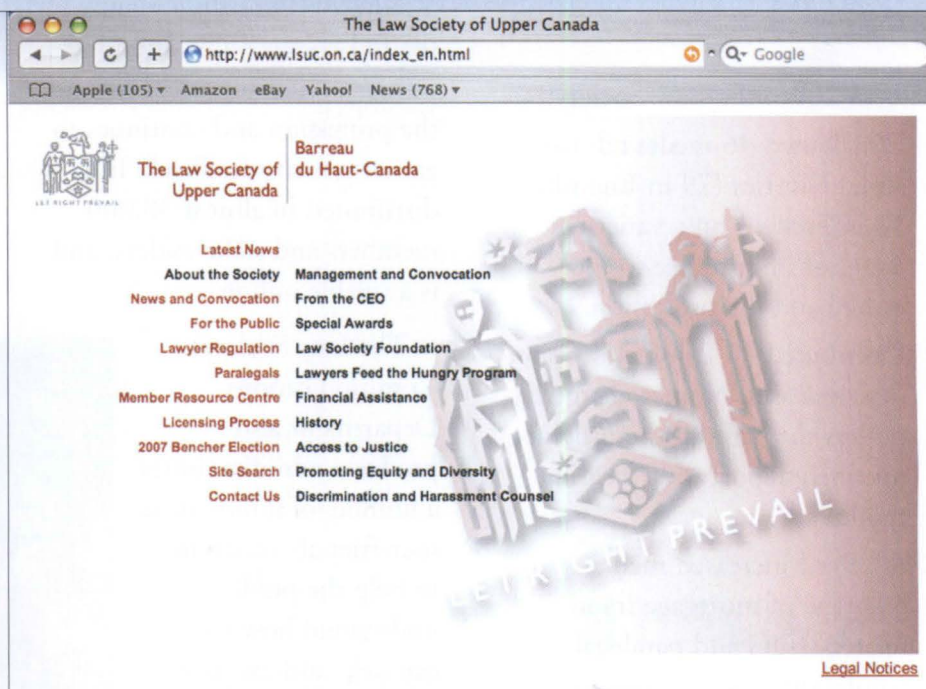 The Law Society of Upper Canada
http://www.lsuc.on.ca/index_en.html
Google
Apple (105) Amazon eBay Yahoo! News (768)
The Law Society of
Upper Canada
Barreau
du Haut-Canada
LET RIGHT PREVAIL
Latest News
About the Society Management and Convocation
News and Convocation From the CEO
For the Public Special Awards
Lawyer Regulation Law Society Foundation
Paralegals Lawyers Feed the Hungry Program
Member Resource Centre Financial Assistance
Licensing Process History
2007 Bencher Election Access to Justice
Site Search Promoting Equity and Diversity
Contact Us Discrimination and Harassment Counsel
LET RIGHT PREVAIL
Legal Notices